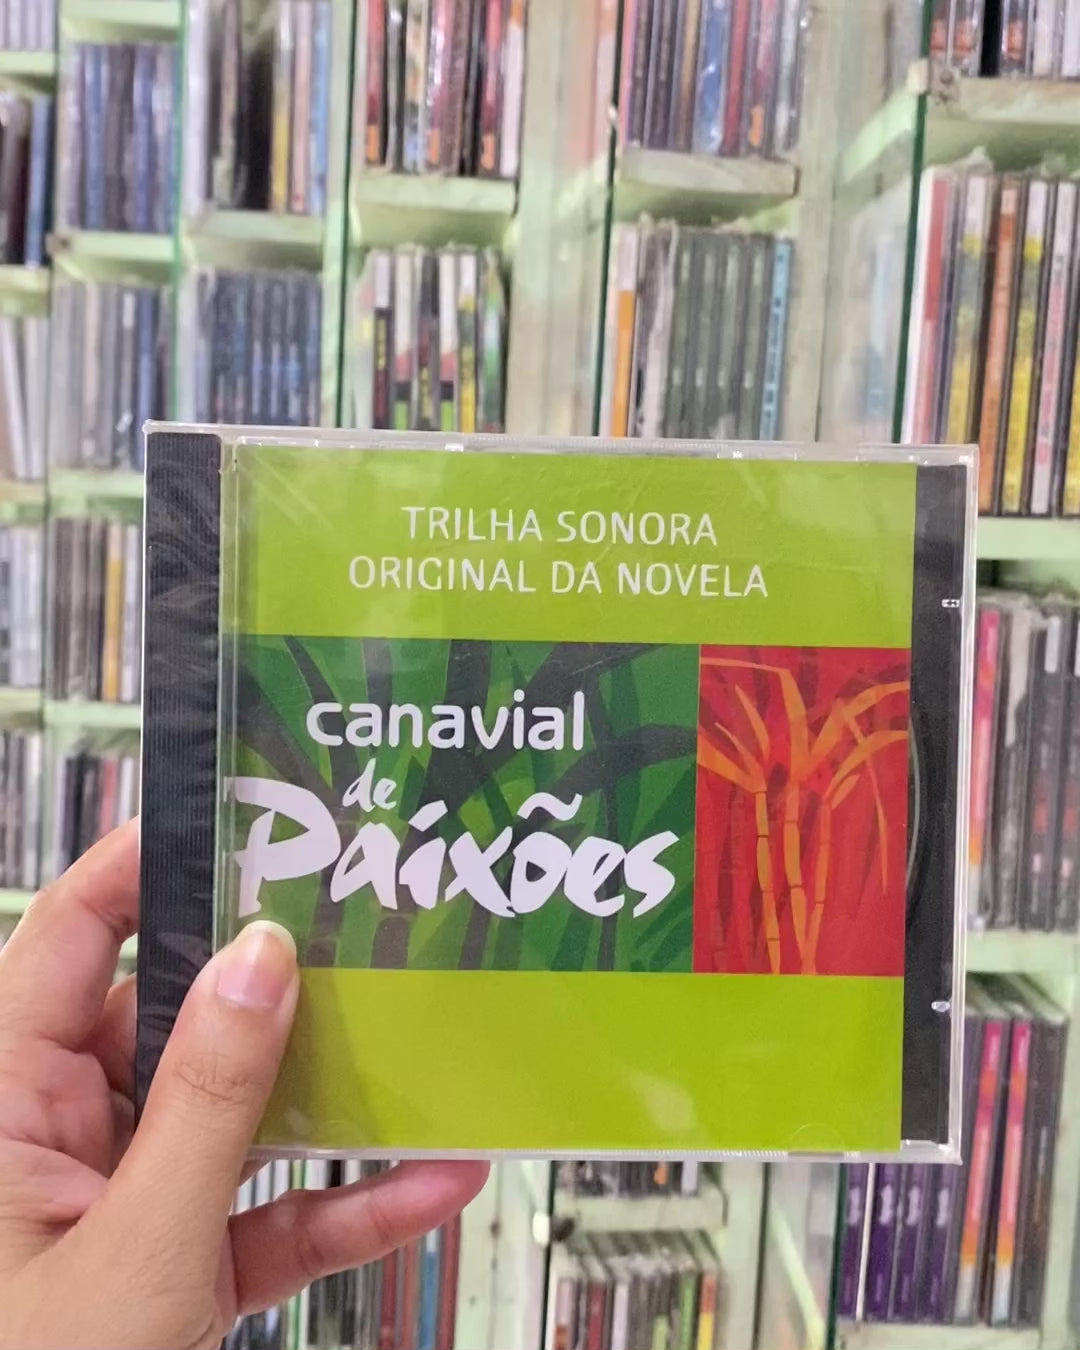 TRILHA SONORA
ORIGINAL DA NOVELA
canavial
de
Paixões